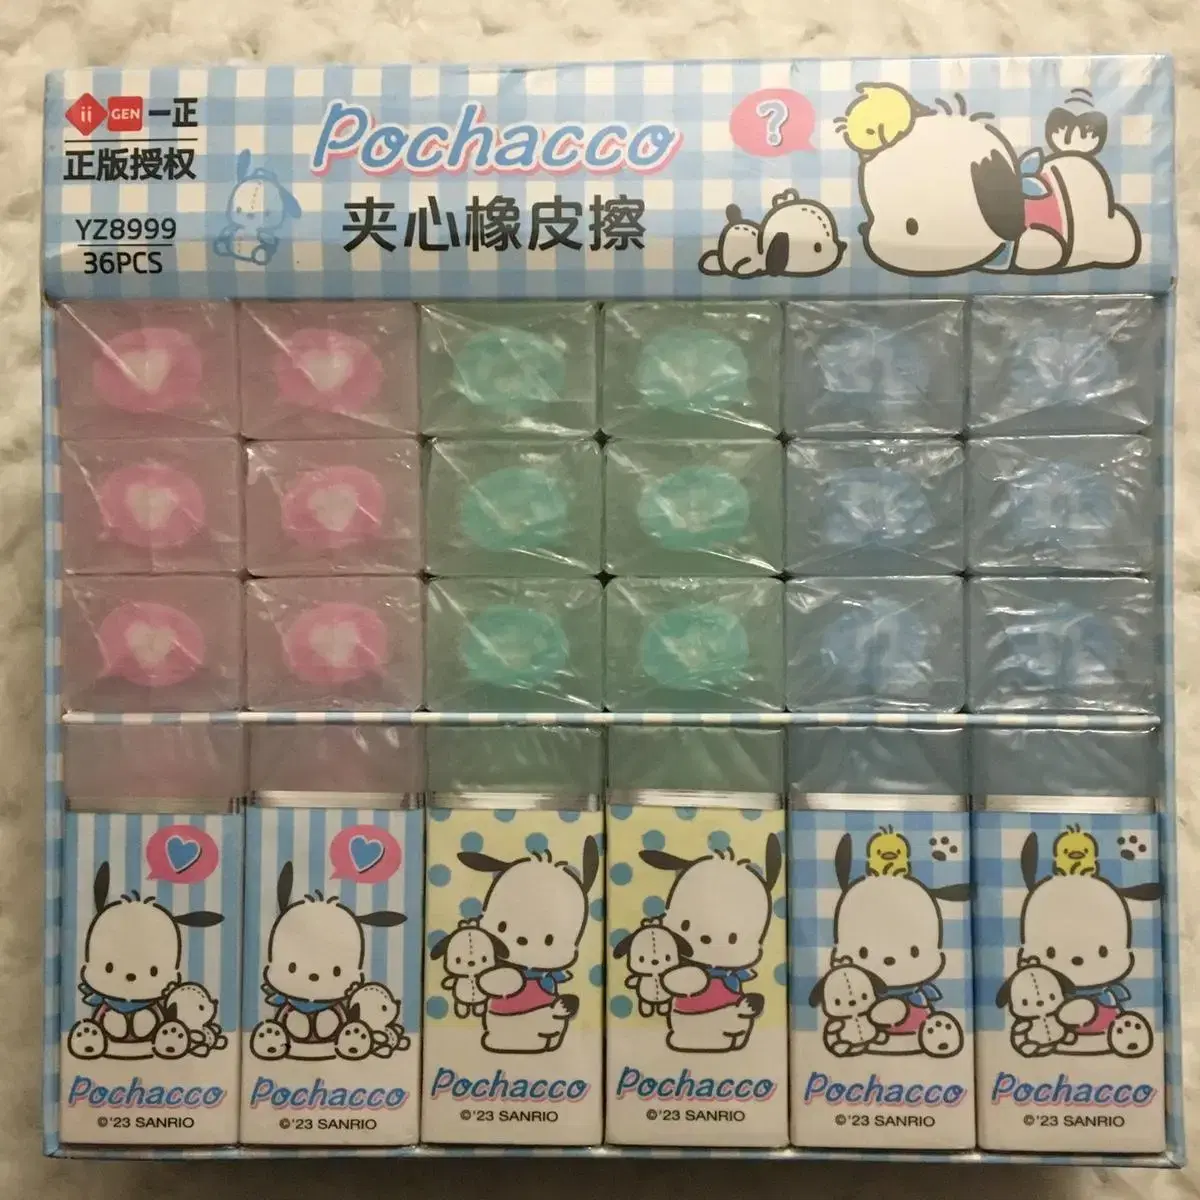 ii GEN 一正
正版授权
YZ8999
36PCS
Pochacco
夹心橡皮擦
?
Pochacco
©'23 SANRIO
Pochacco
©'23 SANRIO
Pochacco
©'23 SANRIO
Pochacco
©'23 SANRIO
Pochacco
©'23 SANRIO
Pochacco
©'23 SANRIO